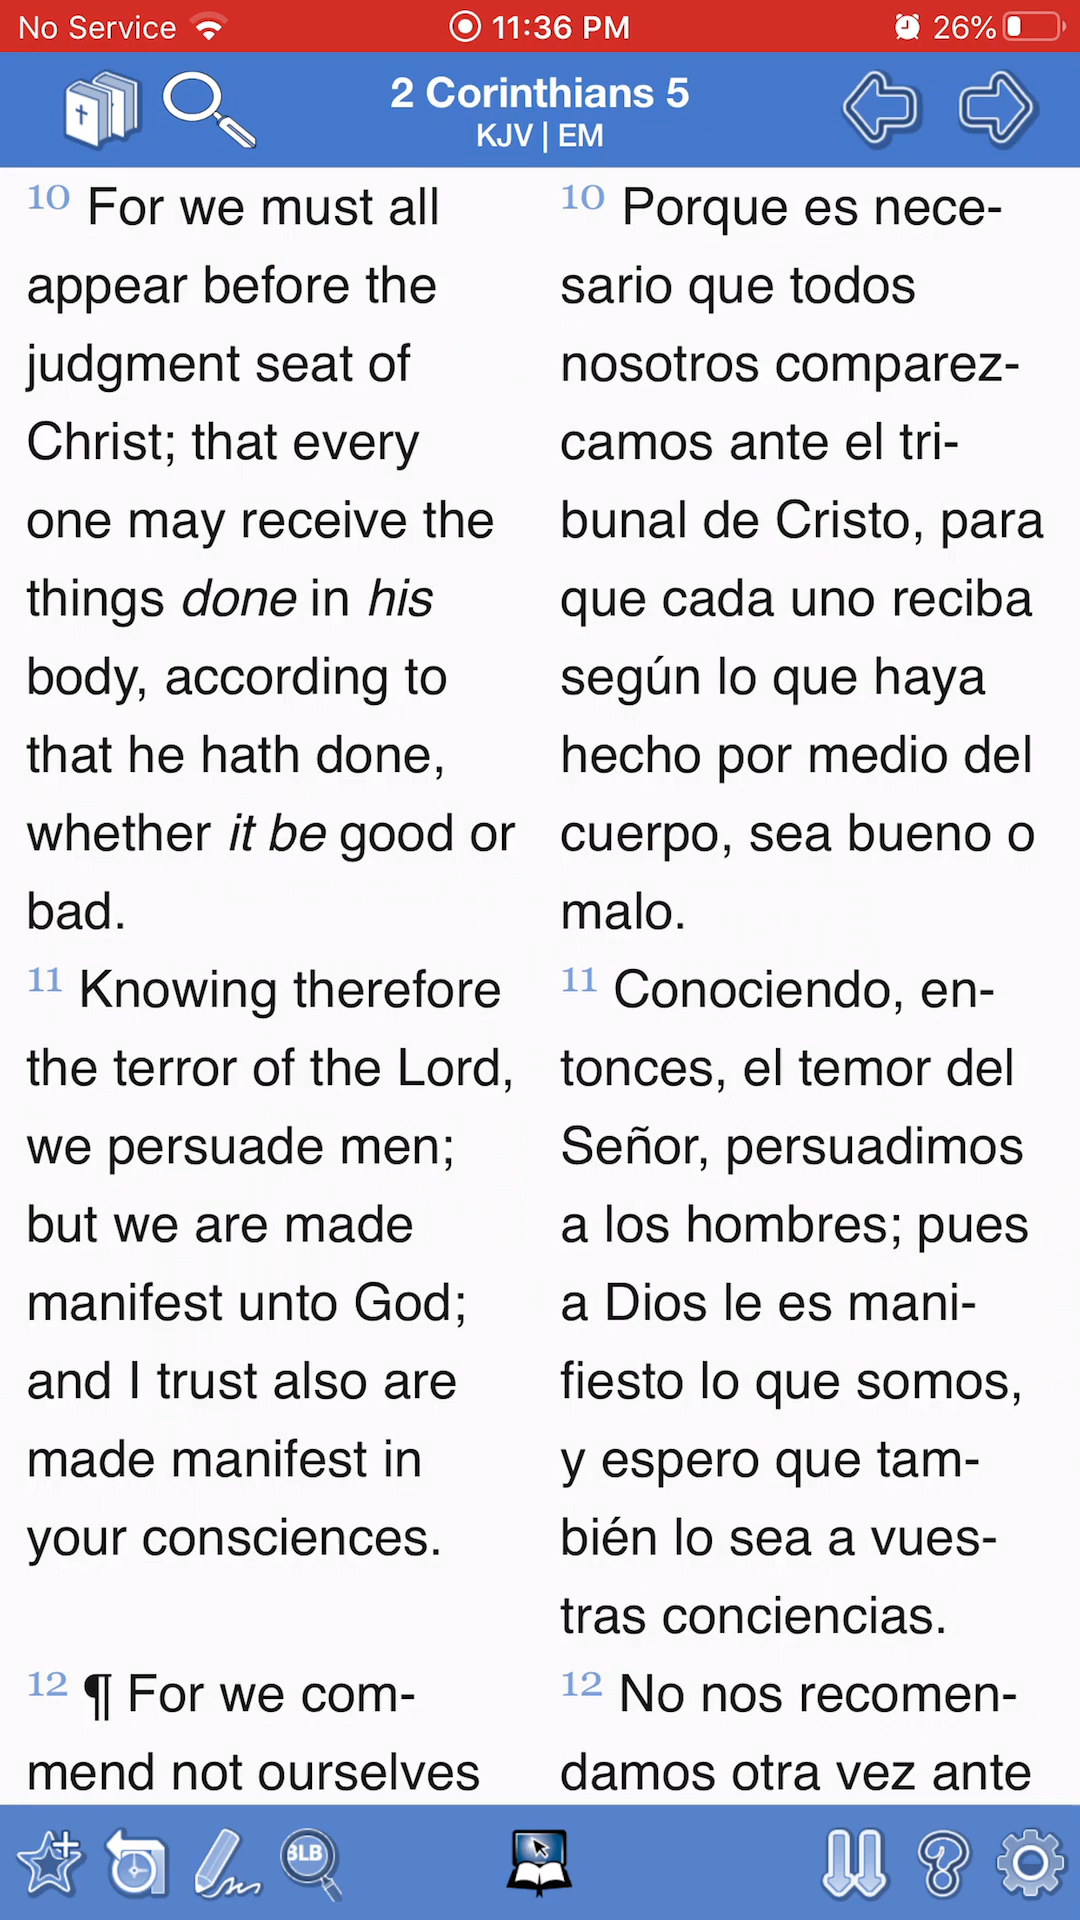 No Service 11:36 PM 26%
2 Corinthians 5
KJV | EM
10 For we must all
appear before the
judgment seat of
Christ; that every
one may receive the
things done in his
body, according to
that he hath done,
whether it be good or
bad.
11 Knowing therefore
the terror of the Lord,
we persuade men;
but we are made
manifest unto God;
and I trust also are
made manifest in
your consciences.
12 ¶ For we com-
mend not ourselves
10 Porque es nece-
sario que todos
nosotros comparez-
camos ante el tri-
bunal de Cristo, para
que cada uno reciba
según lo que haya
hecho por medio del
cuerpo, sea bueno o
malo.
11 Conociendo, en-
tonces, el temor del
Señor, persuadimos
a los hombres; pues
a Dios le es mani-
fiesto lo que somos,
y espero que tam-
bién lo sea a vues-
tras conciencias.
12 No nos recomen-
damos otra vez ante
BLB